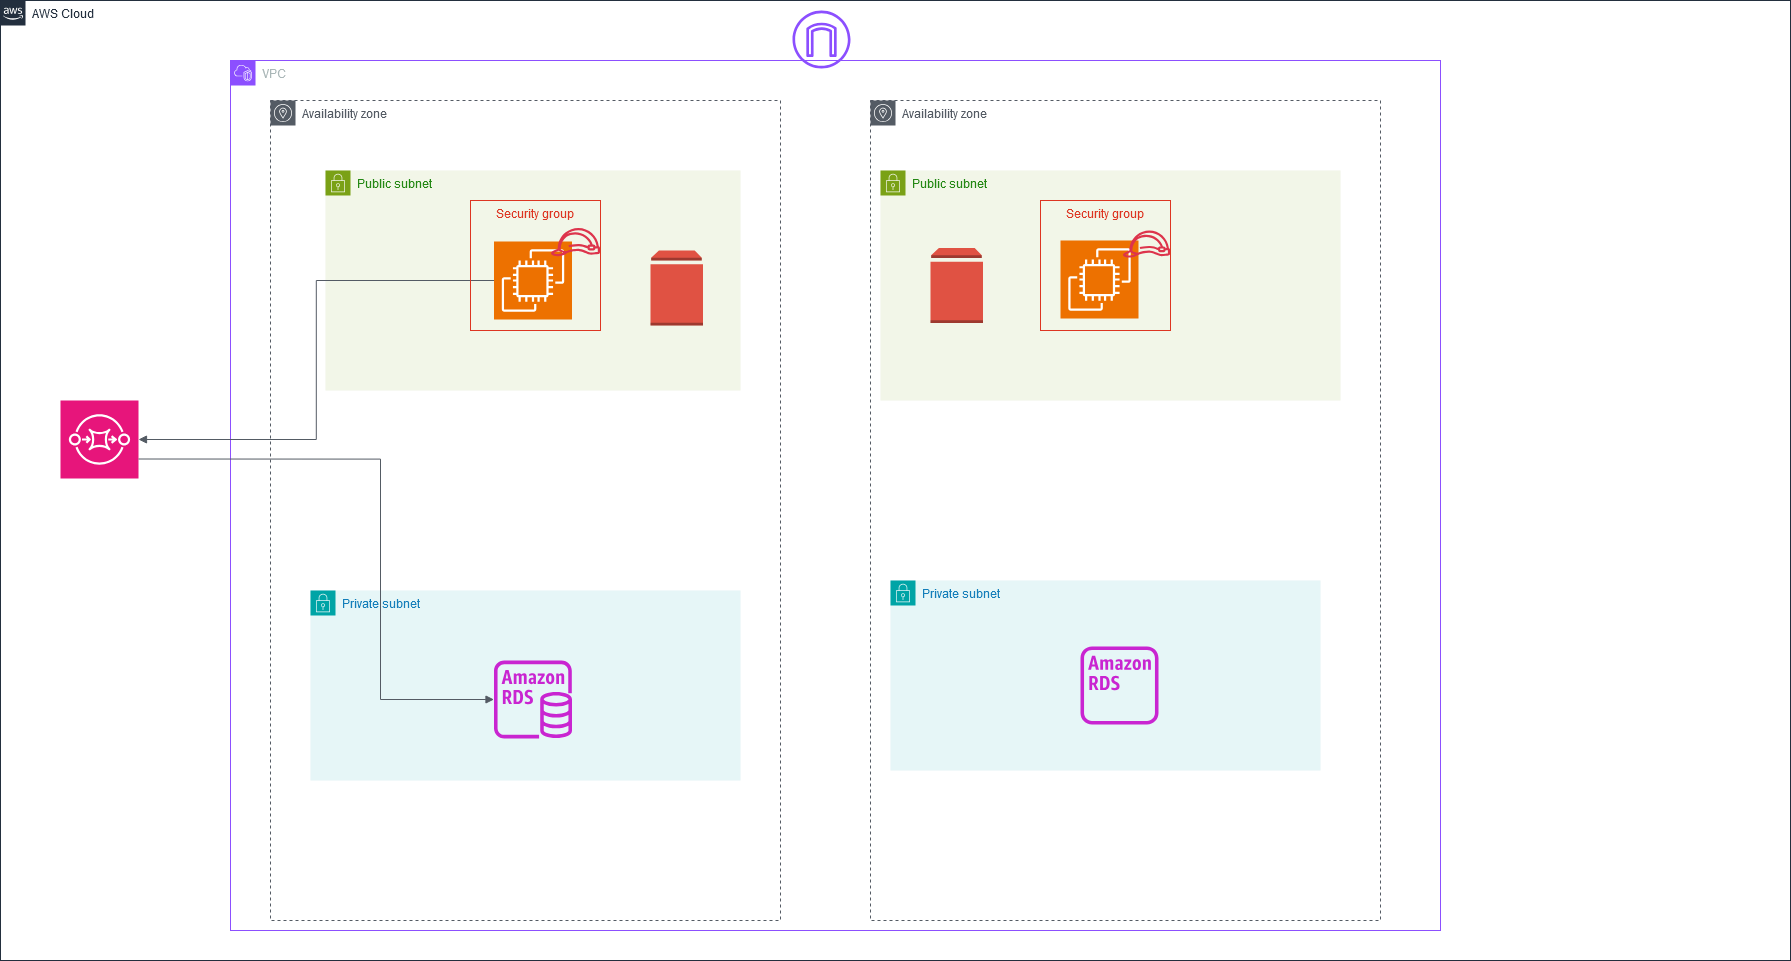 aws
AWS Cloud
VPC
Availability zone
Availability zone
Public subnet
Public subnet
Security group
Security group
Private subnet
Private subnet
Amazon
RDS
Amazon
RDS